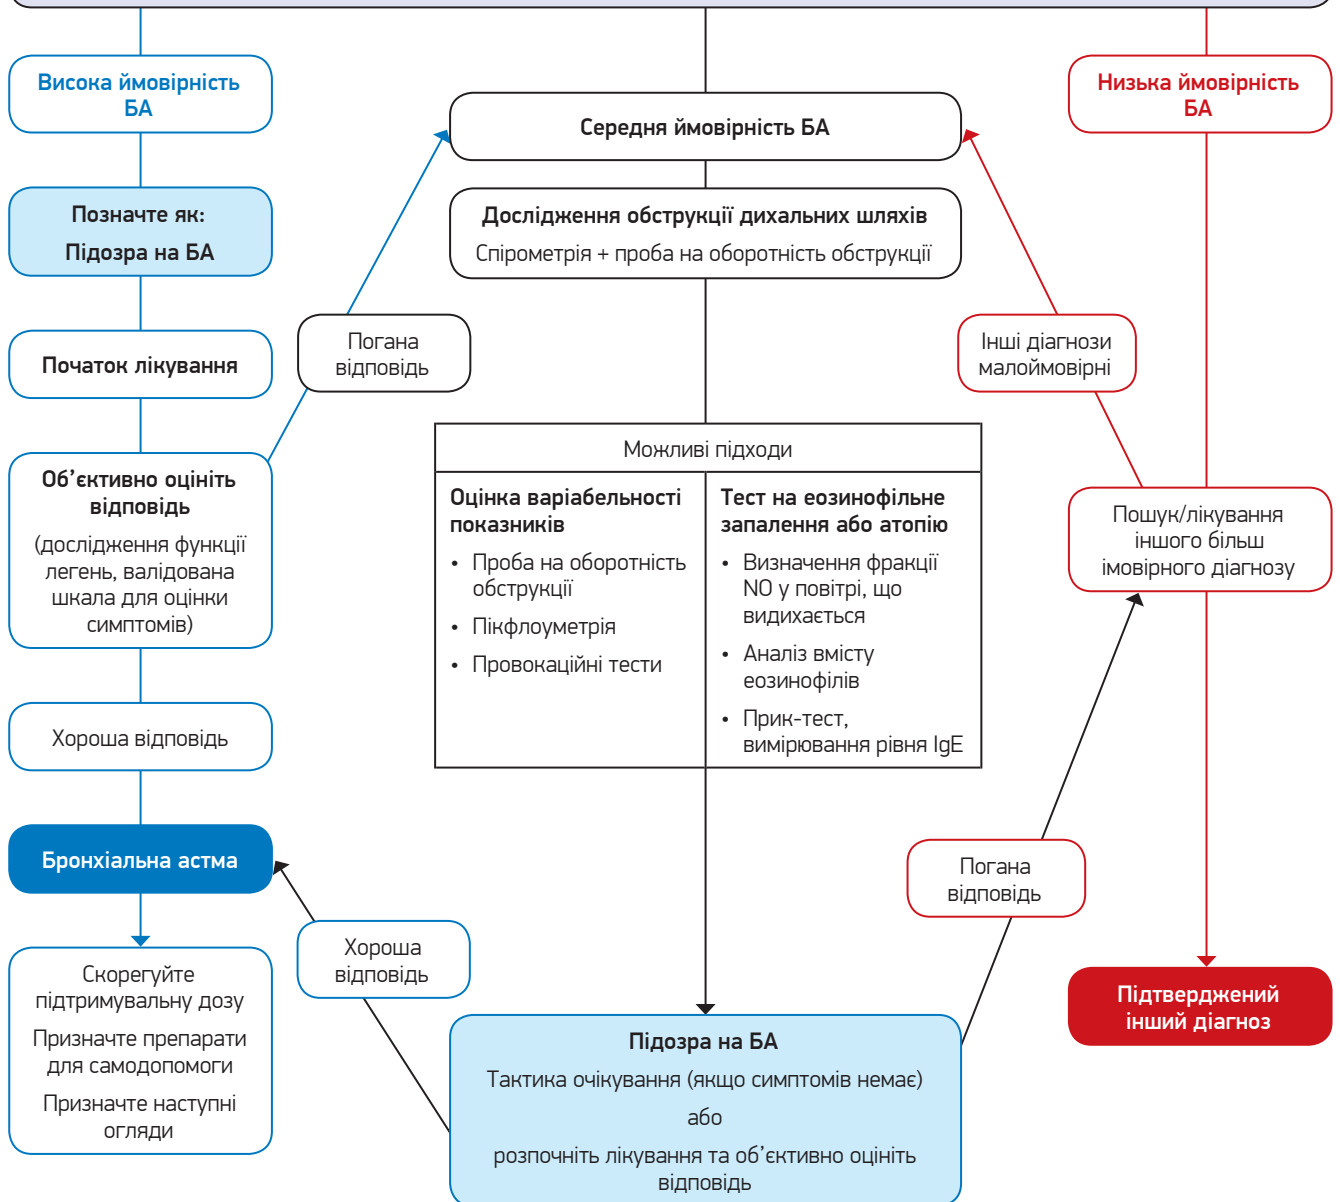 Висока ймовірність
БА
Позначте як:
Підозра на БА
Початок лікування
Об’єктивно оцініть
відповідь
(дослідження функції
легень, валідована
шкала для оцінки
симптомів)
Хороша відповідь
Бронхіальна астма
Скорегуйте
підтримувальну дозу
Призначте препарати
для самодопомоги
Призначте наступні
огляди
Погана
відповідь
Хороша
відповідь
Середня ймовірність БА
Дослідження обструкції дихальних шляхів
Спірометрія + проба на оборотність обструкції
Можливі підходи
Оцінка варіабельності
показників
• Проба на оборотність
обструкції
• Пікфлоуметрія
• Провокаційні тести
Тест на еозинофільне
запалення або атопію
• Визначення фракції
NO у повітрі, що
видихається
• Аналіз вмісту
еозинофілів
• Прик-тест,
вимірювання рівня IgE
Підозра на БА
Тактика очікування (якщо симптомів немає)
або
розпочніть лікування та об’єктивно оцініть
відповідь
Низька ймовірність
БА
Інші діагнози
малоймовірні
Пошук/лікування
іншого більш
імовірного діагнозу
Погана
відповідь
Підтверджений
інший діагноз